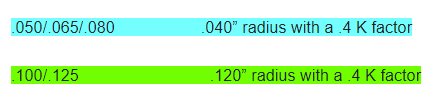 .050/.065/.080 .040” radius with a .4 K factor
.100/.125 .120” radius with a .4 K factor